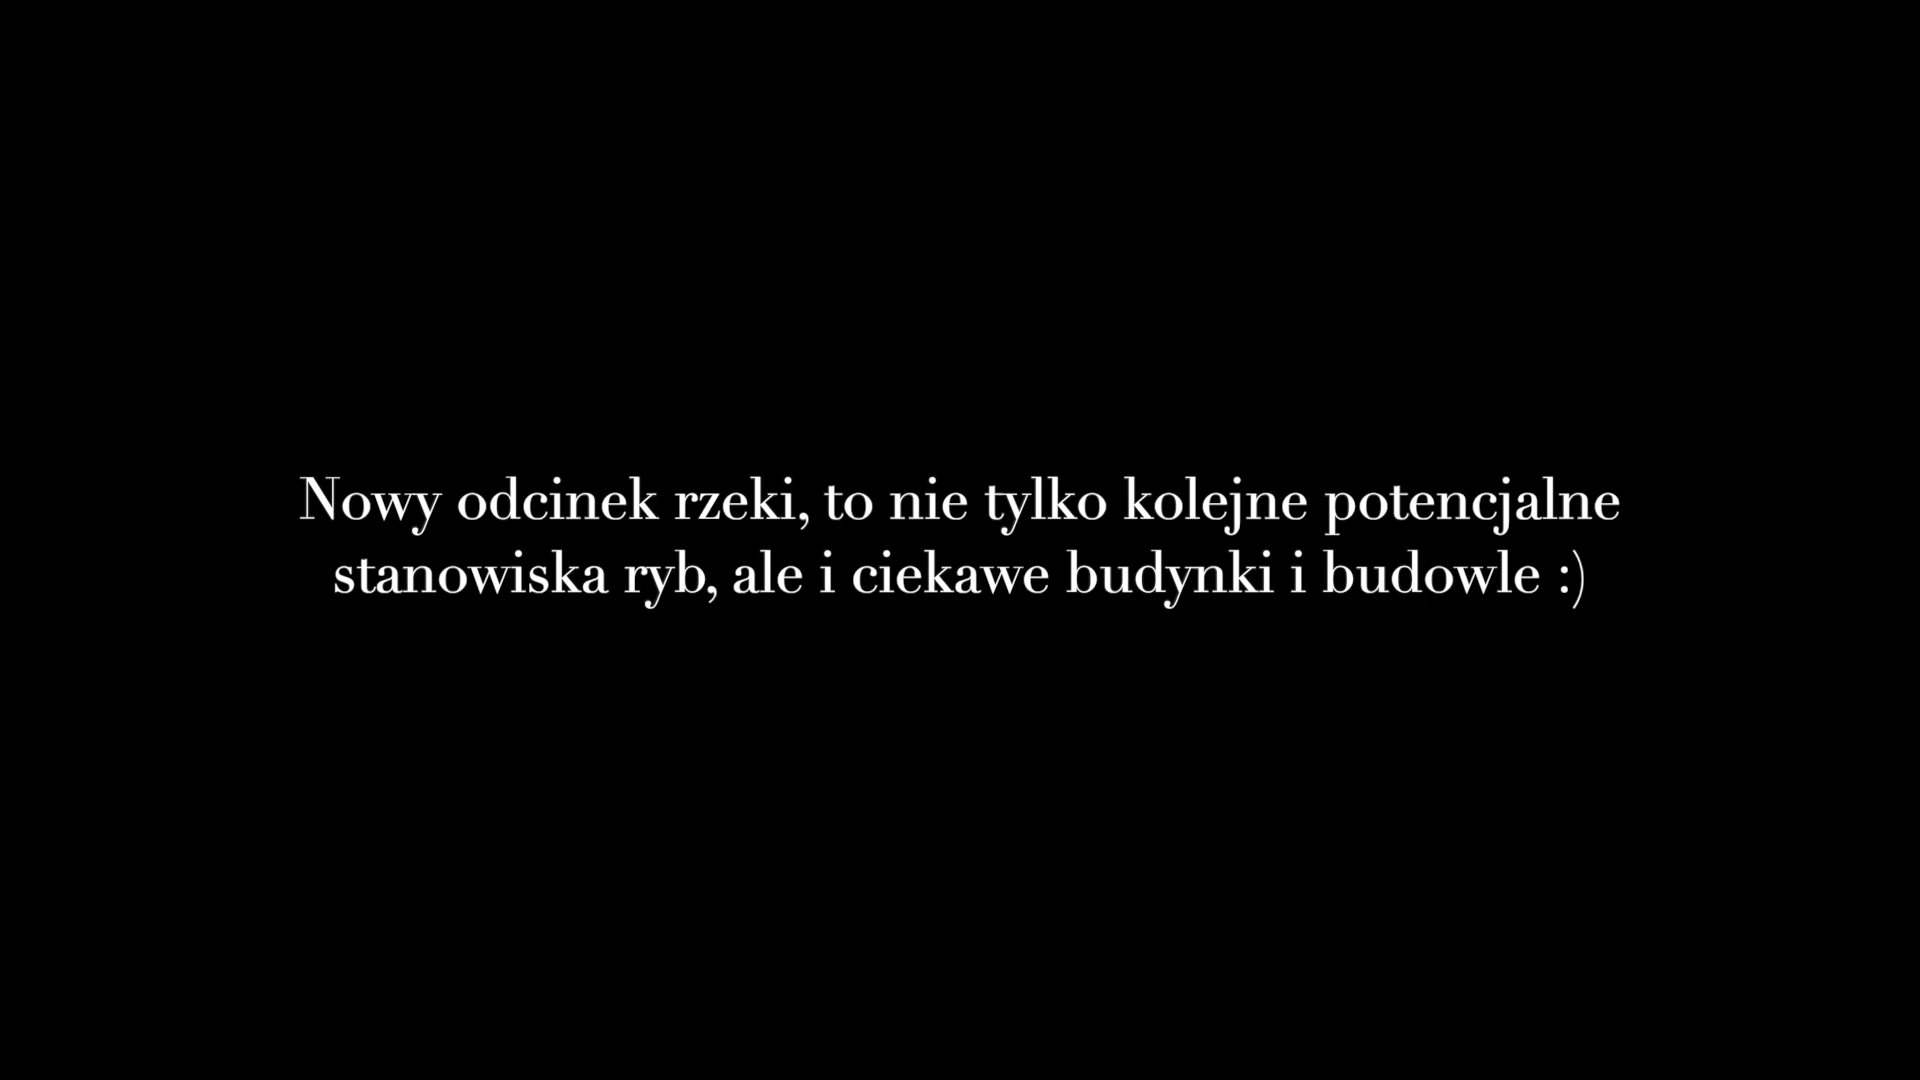 Nowy odcinek rzeki, to nie tylko kolejne potencjalne
stanowiska ryb, ale i ciekawe budynki i budowle :)